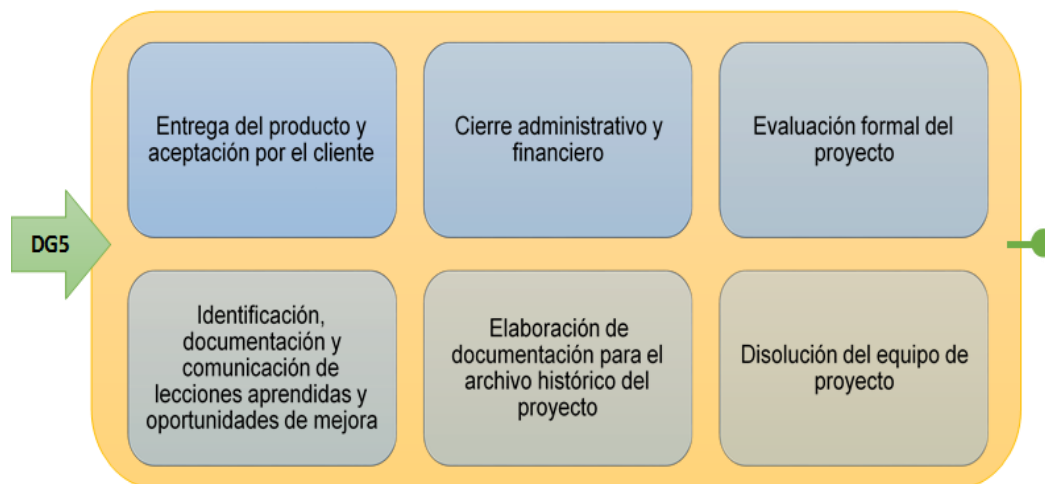 Entrega del producto y
aceptación por el cliente
Cierre administrativo y
financiero
Evaluación formal del
proyecto
DG5
Identificación,
documentación y
comunicación de
lecciones aprendidas y
oportunidades de mejora
Elaboración de
documentación para el
archivo histórico del
proyecto
Disolución del equipo de
proyecto